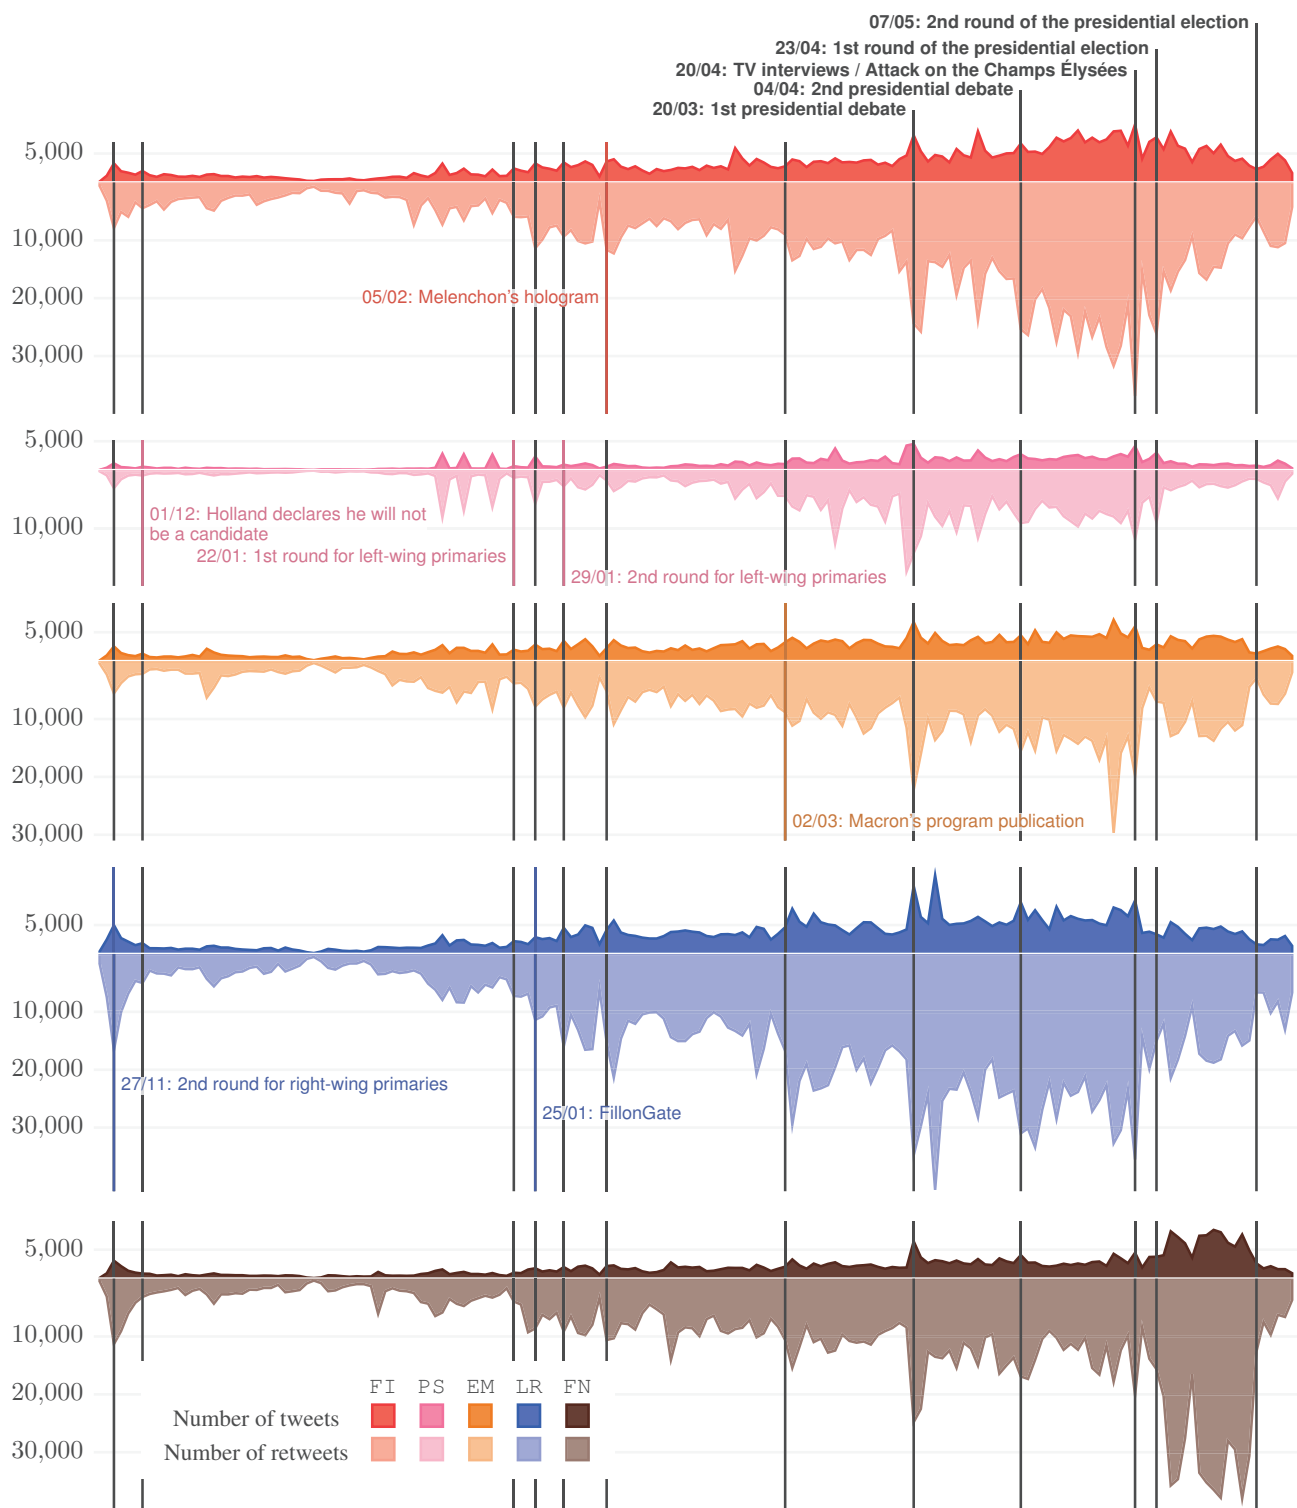 07/05: 2nd round of the presidential election
23/04: 1st round of the presidential election
20/04: TV interviews / Attack on the Champs Élysées
04/04: 2nd presidential debate
20/03: 1st presidential debate
5,000
10,000
20,000
30,000
05/02: Melenchon's hologram
5,000
10,000
01/12: Holland declares he will not
be a candidate
22/01: 1st round for left-wing primaries
29/01: 2nd round for left-wing primaries
5,000
10,000
20,000
30,000
02/03: Macron's program publication
5,000
10,000
20,000
30,000
27/11: 2nd round for right-wing primaries
25/01: FillonGate
5,000
10,000
20,000
30,000
FI PS EM LR FN
Number of tweets
Number of retweets